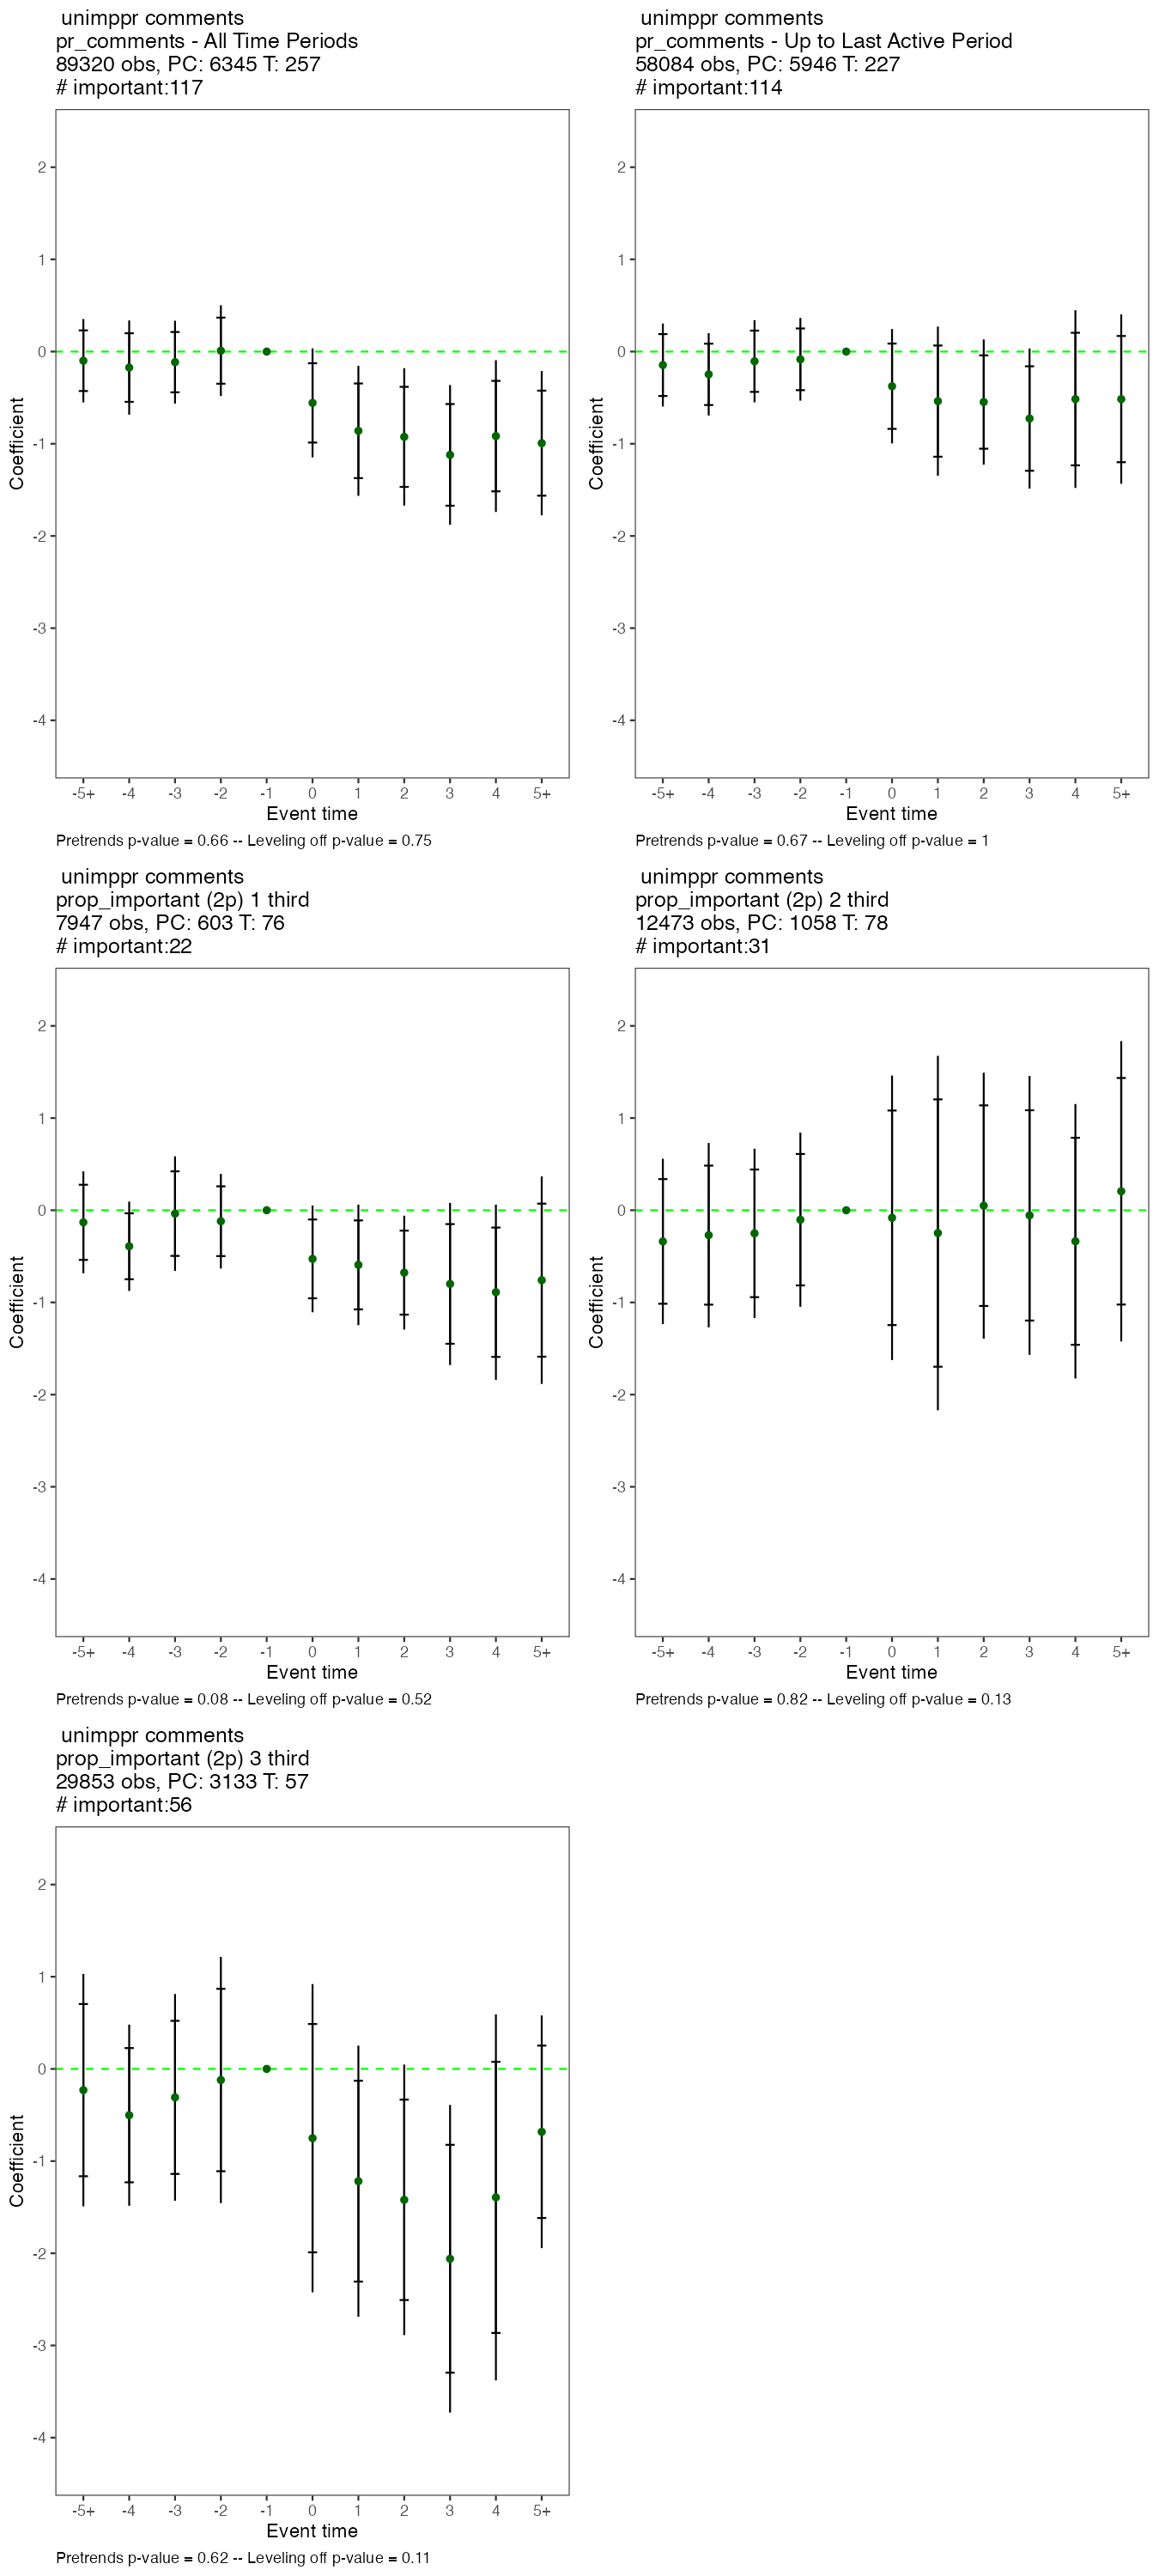 unimppr comments
pr_comments - All Time Periods
89320 obs, PC: 6345 T: 257
# important:117
2
1
0
-1
-2
-3
-4
Coefficient
-5+ -4 -3 -2 -1 0 1 2 3 4 5+
Event time
Pretrends p-value = 0.66 -- Leveling off p-value = 0.75
unimppr comments
pr_comments - Up to Last Active Period
58084 obs, PC: 5946 T: 227
# important:114
2
1
0
-1
-2
-3
-4
Coefficient
-5+ -4 -3 -2 -1 0 1 2 3 4 5+
Event time
Pretrends p-value = 0.67 -- Leveling off p-value = 1
unimppr comments
prop_important (2p) 1 third
7947 obs, PC: 603 T: 76
# important:22
2
1
0
-1
-2
-3
-4
Coefficient
-5+ -4 -3 -2 -1 0 1 2 3 4 5+
Event time
Pretrends p-value = 0.08 -- Leveling off p-value = 0.52
unimppr comments
prop_important (2p) 2 third
12473 obs, PC: 1058 T: 78
# important:31
2
1
0
-1
-2
-3
-4
Coefficient
-5+ -4 -3 -2 -1 0 1 2 3 4 5+
Event time
Pretrends p-value = 0.82 -- Leveling off p-value = 0.13
unimppr comments
prop_important (2p) 3 third
29853 obs, PC: 3133 T: 57
# important:56
2
1
0
-1
-2
-3
-4
Coefficient
-5+ -4 -3 -2 -1 0 1 2 3 4 5+
Event time
Pretrends p-value = 0.62 -- Leveling off p-value = 0.11